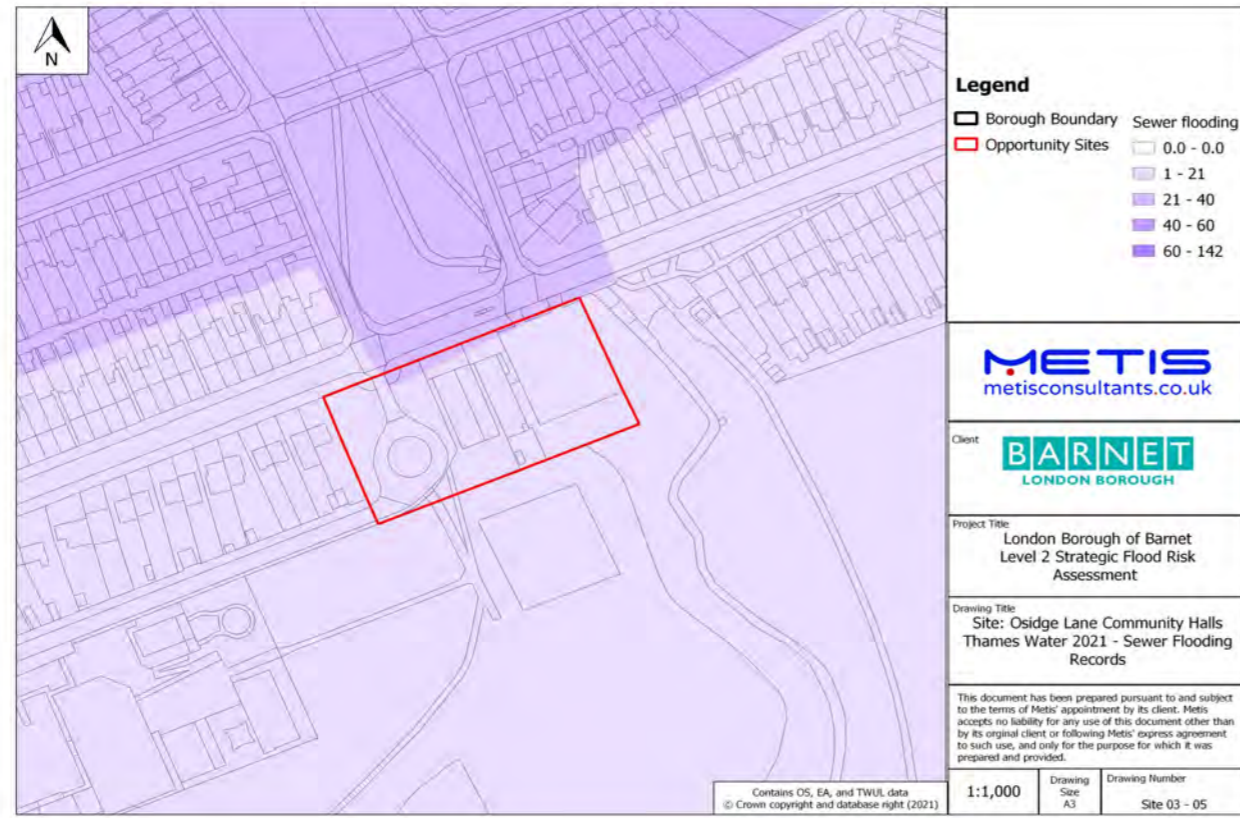 N
Legend
Borough Boundary
Opportunity Sites
Sewer flooding
0.0 - 0.0
1 - 21
21 - 40
40 - 60
60 - 142
METIS
metisconsultants.co.uk
Client
BARNET
LONDON BOROUGH
Project Title
London Borough of Barnet
Level 2 Strategic Flood Risk
Assessment
Drawing Title
Site: Osidge Lane Community Halls
Thames Water 2021 - Sewer Flooding
Records
This document has been prepared pursuant to and subject
to the terms of Metis' appointment by its client. Metis
accepts no liability for any use of this document other than
by its orginal client or following Metis' express agreement
to such use, and only for the purpose for which it was
prepared and provided.
Contains OS, EA, and TWUL data
© Crown copyright and database right (2021)
1:1,000
Drawing
Size
A3
Drawing Number
Site 03 - 05